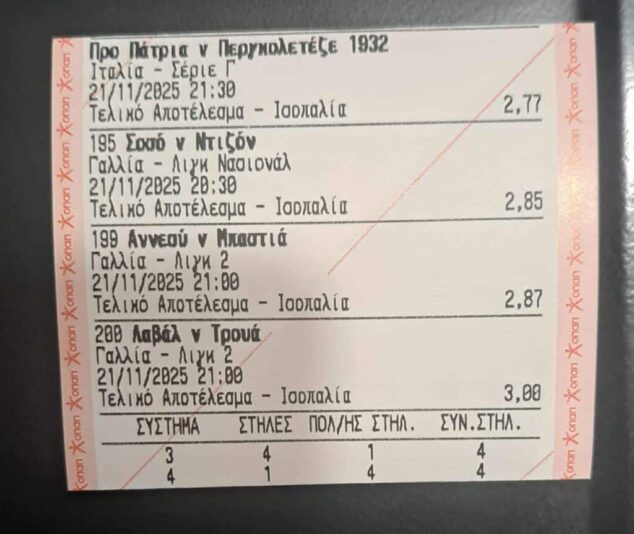 Προ Πάτρια v Περγκολετέζε 1932
Ιταλία - Σέριε Γ
21/11/2025 21:30
Τελικό Αποτέλεσμα - Ισοπαλία 2,77
195 Σοσό v Ντιζόν
Γαλλία - Λιγκ Νασιονάλ
21/11/2025 20:30
Τελικό Αποτέλεσμα - Ισοπαλία 2,85
199 Αννεσύ v Μπαστιά
Γαλλία - Λιγκ 2
21/11/2025 21:00
Τελικό Αποτέλεσμα - Ισοπαλία 2,87
200 Λαβάλ v Τρουά
Γαλλία - Λιγκ 2
21/11/2025 21:00
Τελικό Αποτέλεσμα - Ισοπαλία 3,00
ΣΥΣΤΗΜΑ ΣΤΗΛΕΣ ΠΟΛ/ΗΣ ΣΤΗΛ. ΣΥΝ.ΣΤΗΛ.
3 4 1 4
4 1 4 4